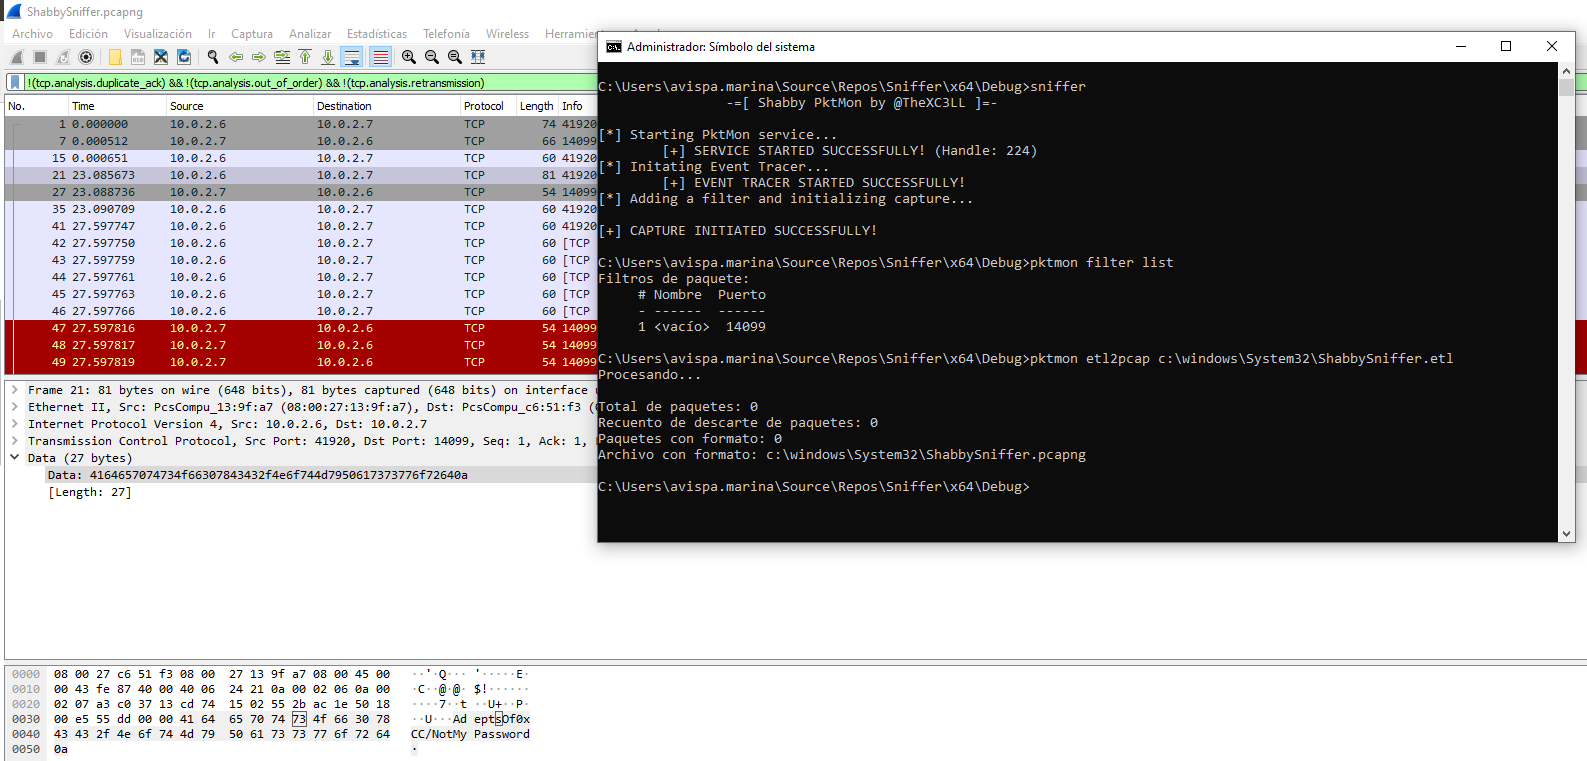 ShabbySniffer.pcapng
Archivo Edición Visualización Ir Captura Analizar Estadísticas Telefonía Wireless
!(tcp.analysis.duplicate_ack) && !(tcp.analysis.out_of_order) && !(tcp.analysis.retransmission)
No. Time Source Destination Protocol Length Info
1 0.000000 10.0.2.6 10.0.2.7 TCP 74 41920
7 0.000512 10.0.2.7 10.0.2.6 TCP 66 14099
15 0.000651 10.0.2.6 10.0.2.7 TCP 60 41920
21 23.085673 10.0.2.6 10.0.2.7 TCP 81 41920
27 23.088736 10.0.2.7 10.0.2.6 TCP 54 14099
35 23.090709 10.0.2.6 10.0.2.7 TCP 60 41920
41 27.597747 10.0.2.6 10.0.2.7 TCP 60 41920
42 27.597750 10.0.2.6 10.0.2.7 TCP 60 [TCP
43 27.597759 10.0.2.6 10.0.2.7 TCP 60 [TCP
44 27.597761 10.0.2.6 10.0.2.7 TCP 60 [TCP
45 27.597763 10.0.2.6 10.0.2.7 TCP 60 [TCP
46 27.597766 10.0.2.6 10.0.2.7 TCP 60 [TCP
47 27.597816 10.0.2.7 10.0.2.6 TCP 54 14099
48 27.597817 10.0.2.7 10.0.2.6 TCP 54 14099
49 27.597819 10.0.2.7 10.0.2.6 TCP 54 14099
Frame 21: 81 bytes on wire (648 bits), 81 bytes captured (648 bits) on interface
Ethernet II, Src: PcsCompu_13:9f:a7 (08:00:27:13:9f:a7), Dst: PcsCompu_c6:51:f3 (
Internet Protocol Version 4, Src: 10.0.2.6, Dst: 10.0.2.7
Transmission Control Protocol, Src Port: 41920, Dst Port: 14099, Seq: 1, Ack: 1,
Data (27 bytes)
Data: 4164657074734f66307843432f4e6f744d7950617373776f72640a
[Length: 27]
0000 08 00 27 c6 51 f3 08 00 27 13 9f a7 08 00 45 00 ··'·Q··· '·····E·
0010 00 43 fe 87 40 00 40 06 24 21 0a 00 02 06 0a 00 ·C··@·@· $!······
0020 02 07 a3 c0 37 13 cd 74 15 02 55 2b ac 1e 50 18 ····7··t ··U+··P·
0030 00 e5 55 dd 00 00 41 64 65 70 74 73 4f 66 30 78 ··U···Ad eptsOf0x
0040 43 43 2f 4e 6f 74 4d 79 50 61 73 73 77 6f 72 64 CC/NotMy Password
0050 0a ·
Administrador: Símbolo del sistema
C:\Users\avispa.marina\Source\Repos\Sniffer\x64\Debug>sniffer
-=[ Shabby PktMon by @TheXC3LL ]=-
[*] Starting PktMon service...
[+] SERVICE STARTED SUCCESSFULLY! (Handle: 224)
[*] Initating Event Tracer...
[+] EVENT TRACER STARTED SUCCESSFULLY!
[*] Adding a filter and initializing capture...
[+] CAPTURE INITIATED SUCCESSFULLY!
C:\Users\avispa.marina\Source\Repos\Sniffer\x64\Debug>pktmon filter list
Filtros de paquete:
# Nombre Puerto
- ------ ------
1 <vacío> 14099
C:\Users\avispa.marina\Source\Repos\Sniffer\x64\Debug>pktmon etl2pcap c:\windows\System32\ShabbySniffer.etl
Procesando...
Total de paquetes: 0
Recuento de descarte de paquetes: 0
Paquetes con formato: 0
Archivo con formato: c:\windows\System32\ShabbySniffer.pcapng
C:\Users\avispa.marina\Source\Repos\Sniffer\x64\Debug>